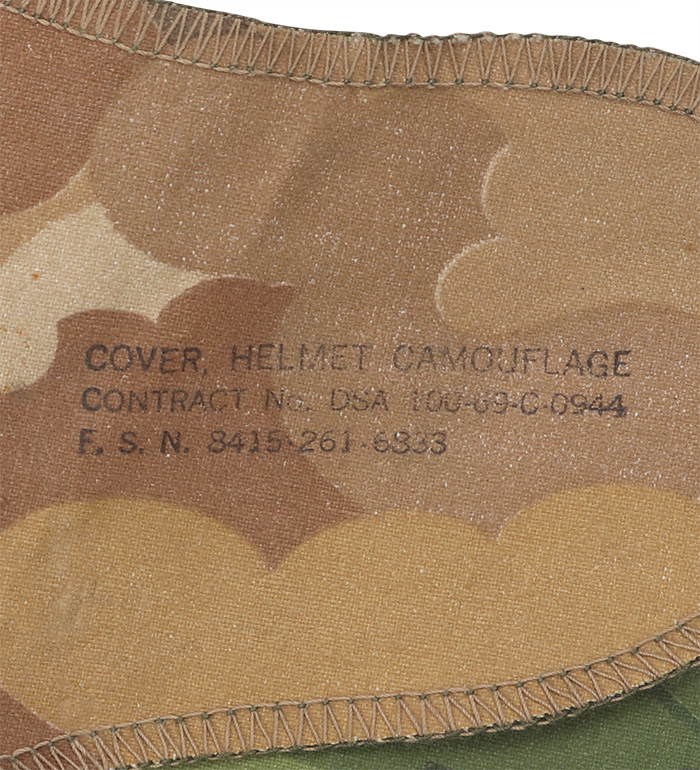 COVER, HELMET CAMOUFLAGE
CONTRACT No. DSA 100-69-C-0944
F. S. N. 8415-261-6833